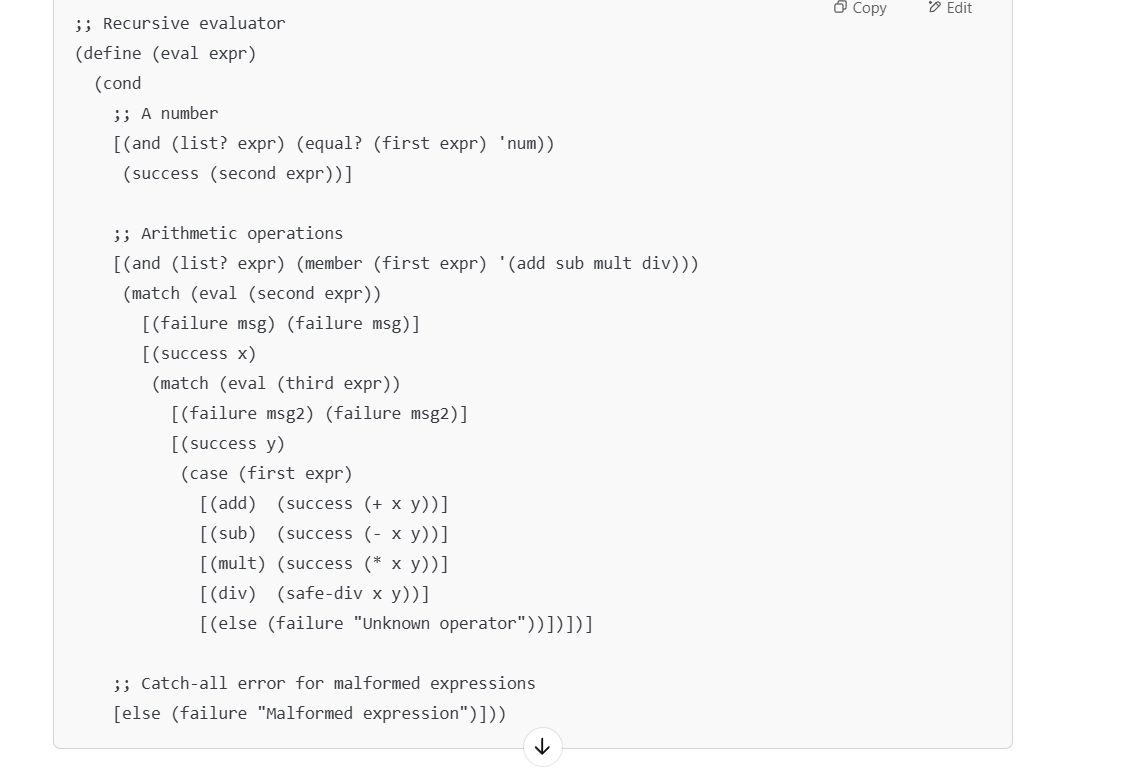 Copy Edit
;; Recursive evaluator
(define (eval expr)
  (cond
    ;; A number
    [(and (list? expr) (equal? (first expr) 'num))
     (success (second expr))]

    ;; Arithmetic operations
    [(and (list? expr) (member (first expr) '(add sub mult div)))
     (match (eval (second expr))
       [(failure msg) (failure msg)]
       [(success x)
        (match (eval (third expr))
          [(failure msg2) (failure msg2)]
          [(success y)
           (case (first expr)
             [(add)  (success (+ x y))]
             [(sub)  (success (- x y))]
             [(mult) (success (* x y))]
             [(div)  (safe-div x y))]
             [(else (failure "Unknown operator"))])])]

    ;; Catch-all error for malformed expressions
    [else (failure "Malformed expression")]))